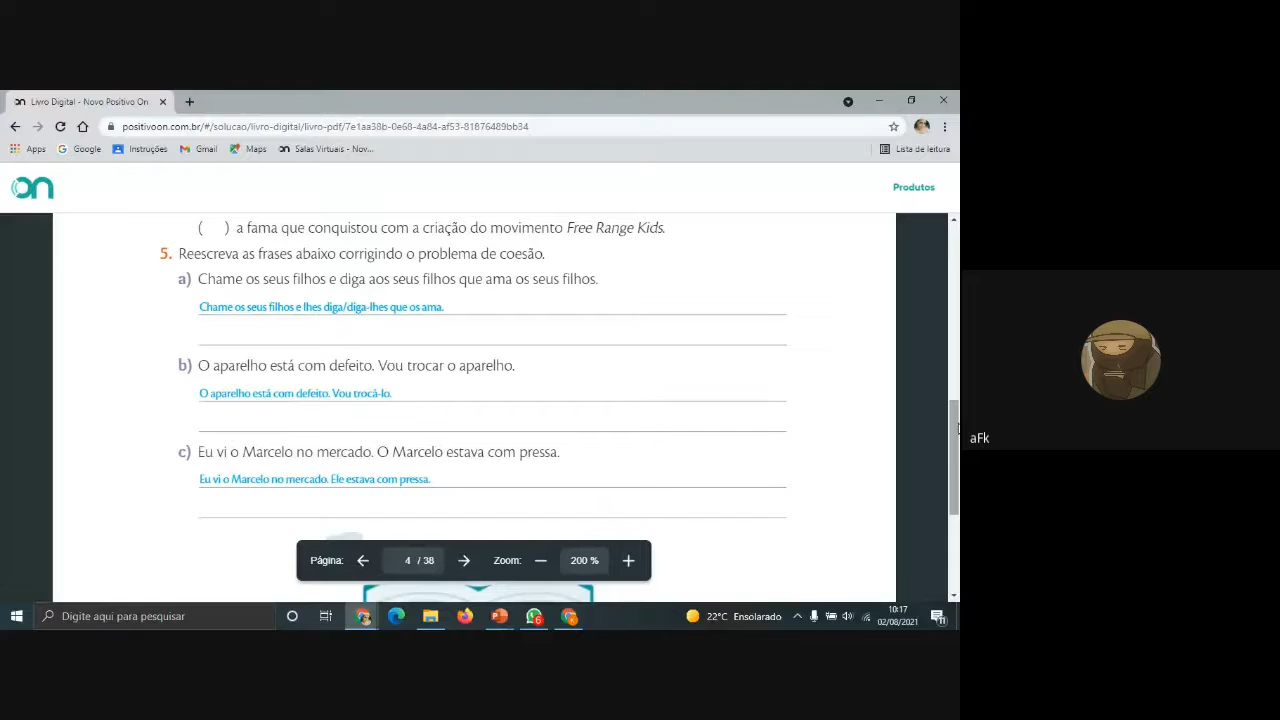 Livro Digital - Novo Positivo On
positivoon.com.br/#/solucao/livro-digital/livro-pdf/7e1aa38b-0e68-4a84-af53-81876489bb34
Apps Google Instruções Gmail Maps Salas Virtuais - Nov... Lista de leitura
on Produtos
( ) a fama que conquistou com a criação do movimento Free Range Kids.
5. Reescreva as frases abaixo corrigindo o problema de coesão.
a) Chame os seus filhos e diga aos seus filhos que ama os seus filhos.
Chame os seus filhos e lhes diga/diga-lhes que os ama.
b) O aparelho está com defeito. Vou trocar o aparelho.
O aparelho está com defeito. Vou trocá-lo.
c) Eu vi o Marcelo no mercado. O Marcelo estava com pressa.
Eu vi o Marcelo no mercado. Ele estava com pressa.
Página: 4 / 38 Zoom: 200 %
Digite aqui para pesquisar 6 22°C Ensolarado 10:17
02/08/2021 11
aFk